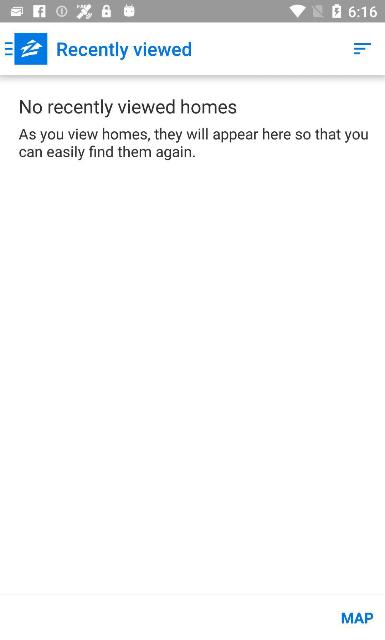 6:16
Recently viewed
No recently viewed homes
As you view homes, they will appear here so that you
can easily find them again.
MAP